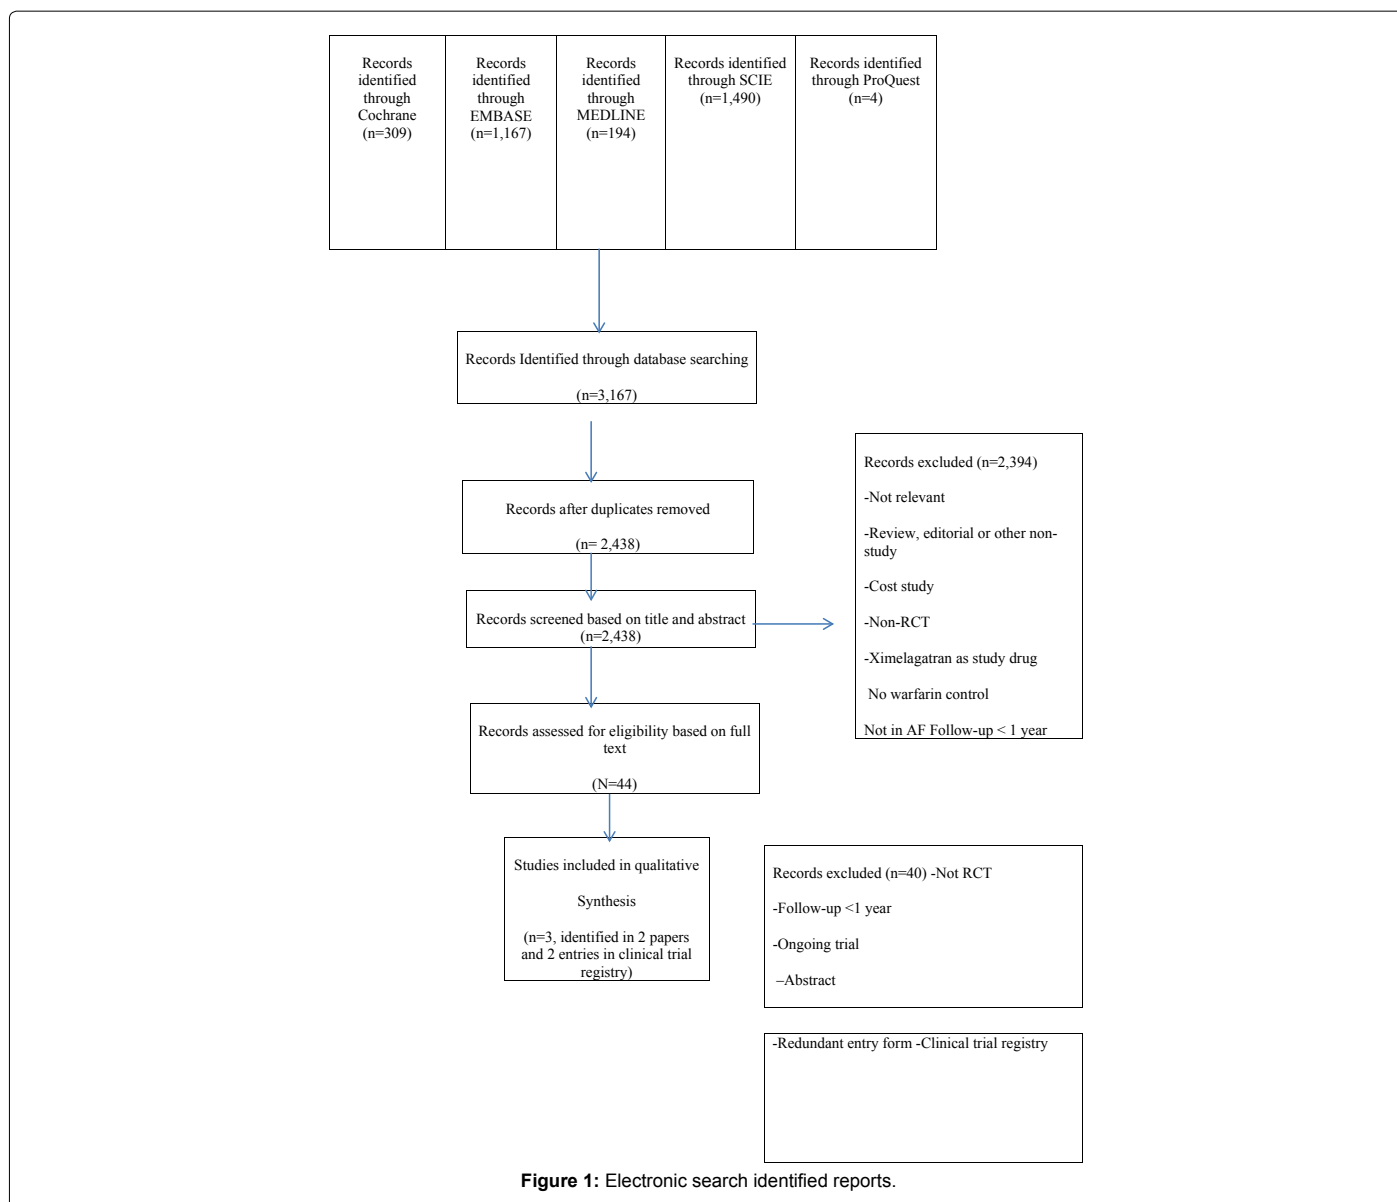 Records
identified
through
Cochrane
(n=309)
Records
identified
through
EMBASE
(n=1,167)
Records
identified
through
MEDLINE
(n=194)
Records identified
through SCIE
(n=1,490)
Records identified
through ProQuest
(n=4)
Records Identified through database searching
(n=3,167)
Records after duplicates removed
(n= 2,438)
Records screened based on title and abstract
(n=2,438)
Records excluded (n=2,394)
-Not relevant
-Review, editorial or other non-
study
-Cost study
-Non-RCT
-Ximelagatran as study drug
No warfarin control
Not in AF Follow-up < 1 year
Records assessed for eligibility based on full
text
(N=44)
Studies included in qualitative
Synthesis
(n=3, identified in 2 papers
and 2 entries in clinical trial
registry)
Records excluded (n=40) -Not RCT
-Follow-up <1 year
-Ongoing trial
–Abstract
-Redundant entry form -Clinical trial registry
Figure 1: Electronic search identified reports.